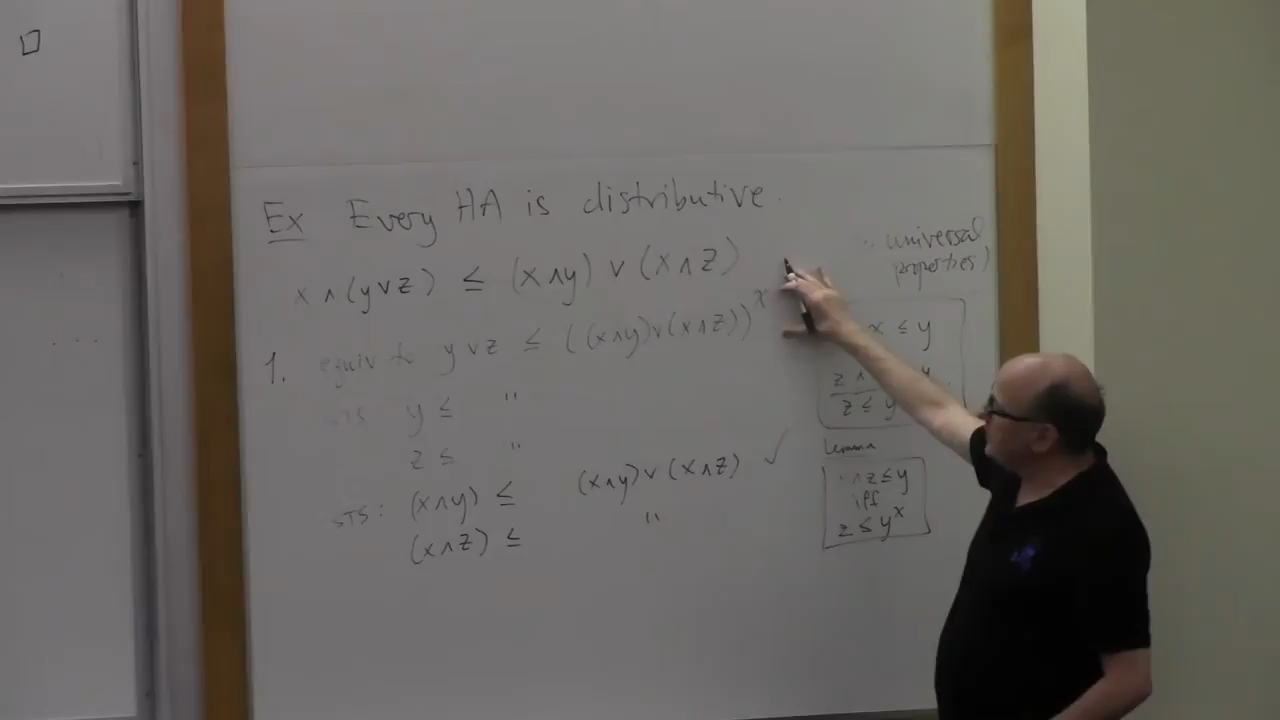 Ex Every HA is distributive.
x ∧ (y ∨ z) ≤ (x ∧ y) ∨ (x ∧ z)
1. equiv to y ∨ z ≤ ((x ∧ y) ∨ (x ∧ z))^x
STS y ≤ "
z ≤ "
STS: (x ∧ y) ≤ (x ∧ y) ∨ (x ∧ z) ✓
(x ∧ z) ≤ "
universal
properties)
x ≤ y
z ∧
z ≤ y
Lemma
∧ z ≤ y
iff
z ≤ y^x